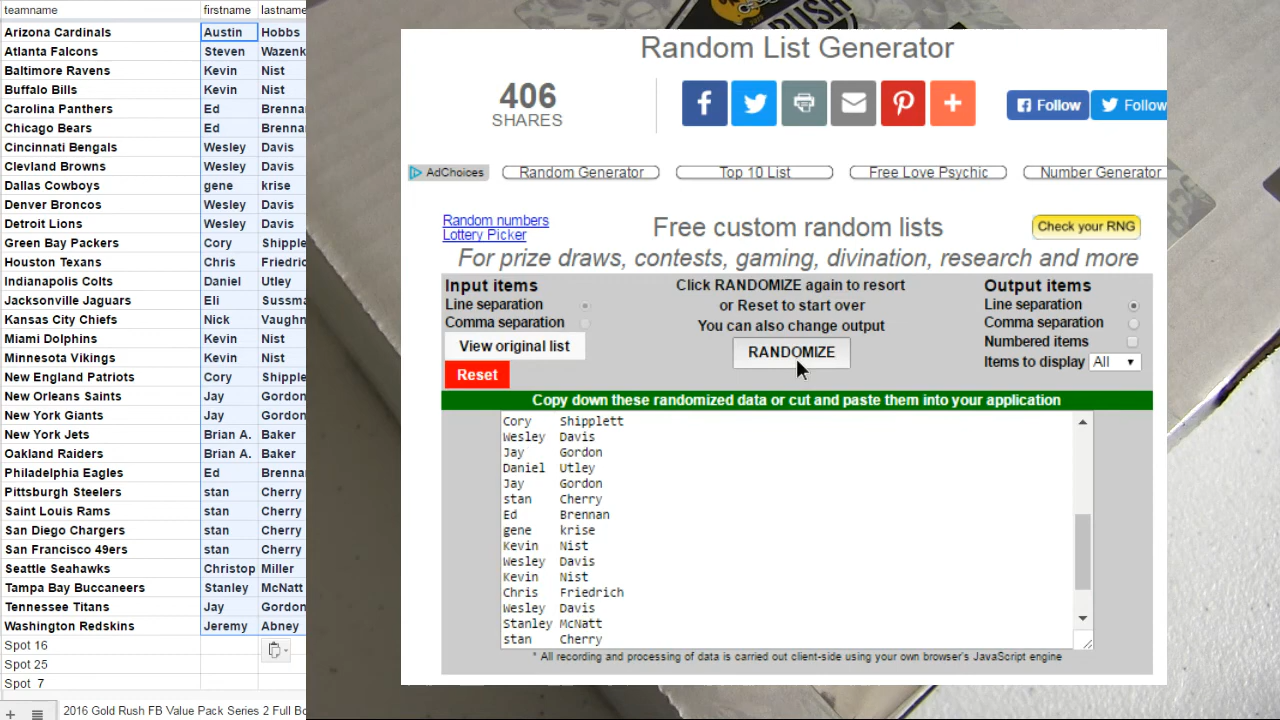 teamname firstname lastname
Arizona Cardinals Austin Hobbs
Atlanta Falcons Steven Wazenk
Baltimore Ravens Kevin Nist
Buffalo Bills Kevin Nist
Carolina Panthers Ed Brenna
Chicago Bears Ed Brenna
Cincinnati Bengals Wesley Davis
Clevland Browns Wesley Davis
Dallas Cowboys gene krise
Denver Broncos Wesley Davis
Detroit Lions Wesley Davis
Green Bay Packers Cory Shipple
Houston Texans Chris Friedric
Indianapolis Colts Daniel Utley
Jacksonville Jaguars Eli Sussma
Kansas City Chiefs Nick Vaughn
Miami Dolphins Kevin Nist
Minnesota Vikings Kevin Nist
New England Patriots Cory Shipple
New Orleans Saints Jay Gordon
New York Giants Jay Gordon
New York Jets Brian A. Baker
Oakland Raiders Brian A. Baker
Philadelphia Eagles Ed Brenna
Pittsburgh Steelers stan Cherry
Saint Louis Rams stan Cherry
San Diego Chargers stan Cherry
San Francisco 49ers stan Cherry
Seattle Seahawks Christop Miller
Tampa Bay Buccaneers Stanley McNatt
Tennessee Titans Jay Gordon
Washington Redskins Jeremy Abney
Spot 16
Spot 25
Spot 7
2016 Gold Rush FB Value Pack Series 2 Full Bo
Random List Generator
406
SHARES
Follow
Follow
AdChoices
Random Generator
Top 10 List
Free Love Psychic
Number Generator
Random numbers
Lottery Picker
Free custom random lists
Check your RNG
For prize draws, contests, gaming, divination, research and more
Input items
Line separation
Comma separation
View original list
Reset
Click RANDOMIZE again to resort
or Reset to start over
You can also change output
RANDOMIZE
Output items
Line separation
Comma separation
Numbered items
Items to display All
Copy down these randomized data or cut and paste them into your application
Cory Shipplett
Wesley Davis
Jay Gordon
Daniel Utley
Jay Gordon
stan Cherry
Ed Brennan
gene krise
Kevin Nist
Wesley Davis
Kevin Nist
Chris Friedrich
Wesley Davis
Stanley McNatt
stan Cherry
* All recording and processing of data is carried out client-side using your own browser's JavaScript engine